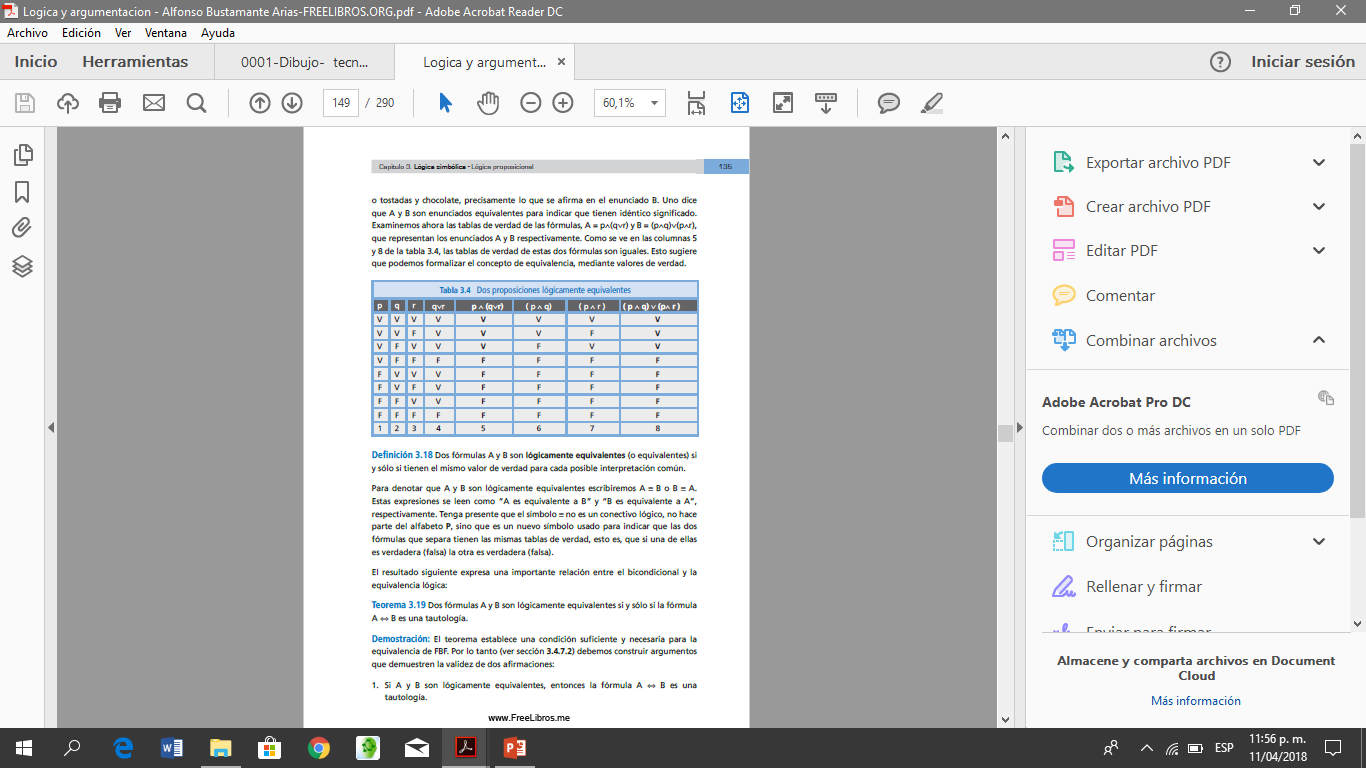 Logica y argumentacion - Alfonso Bustamante Arias-FREELIBROS.ORG.pdf - Adobe Acrobat Reader DC
Archivo Edición Ver Ventana Ayuda
Inicio Herramientas 0001-Dibujo- tecn... Logica y argument... × Iniciar sesión
149 / 290 60,1%
Capítulo 3. Lógica simbólica • Lógica proposicional 135
o tostadas y chocolate, precisamente lo que se afirma en el enunciado B. Uno dice
que A y B son enunciados equivalentes para indicar que tienen idéntico significado.
Examinemos ahora las tablas de verdad de las fórmulas, A = p∧(q∨r) y B = (p∧q)∨(p∧r),
que representan los enunciados A y B respectivamente. Como se ve en las columnas 5
y 8 de la tabla 3.4, las tablas de verdad de estas dos fórmulas son iguales. Esto sugiere
que podemos formalizar el concepto de equivalencia, mediante valores de verdad.
Tabla 3.4 Dos proposiciones lógicamente equivalentes
p q r q∨r p ∧ (q∨r) ( p ∧ q) ( p ∧ r ) ( p ∧ q) ∨ (p∧ r )
V V V V V V V V
V V F V V V F V
V F V V V F V V
V F F F F F F F
F V V V F F F F
F V F V F F F F
F F V V F F F F
F F F F F F F F
1 2 3 4 5 6 7 8
Definición 3.18 Dos fórmulas A y B son lógicamente equivalentes (o equivalentes) si
y sólo si tienen el mismo valor de verdad para cada posible interpretación común.
Para denotar que A y B son lógicamente equivalentes escribiremos A ≡ B o B ≡ A.
Estas expresiones se leen como “A es equivalente a B” y “B es equivalente a A”,
respectivamente. Tenga presente que el símbolo ≡ no es un conectivo lógico, no hace
parte del alfabeto P, sino que es un nuevo símbolo usado para indicar que las dos
fórmulas que separa tienen las mismas tablas de verdad, esto es, que si una de ellas
es verdadera (falsa) la otra es verdadera (falsa).
El resultado siguiente expresa una importante relación entre el bicondicional y la
equivalencia lógica:
Teorema 3.19 Dos fórmulas A y B son lógicamente equivalentes si y sólo si la fórmula
A ⇔ B es una tautología.
Demostración: El teorema establece una condición suficiente y necesaria para la
equivalencia de FBF. Por lo tanto (ver sección 3.4.7.2) debemos construir argumentos
que demuestren la validez de dos afirmaciones:
1. Si A y B son lógicamente equivalentes, entonces la fórmula A ⇔ B es una
tautología.
www.FreeLibros.me
Exportar archivo PDF
Crear archivo PDF
Editar PDF
Comentar
Combinar archivos
Adobe Acrobat Pro DC
Combinar dos o más archivos en un solo PDF
Más información
Organizar páginas
Rellenar y firmar
Enviar para firmar
Almacene y comparta archivos en Document
Cloud
Más información
ESP
11:56 p. m.
11/04/2018